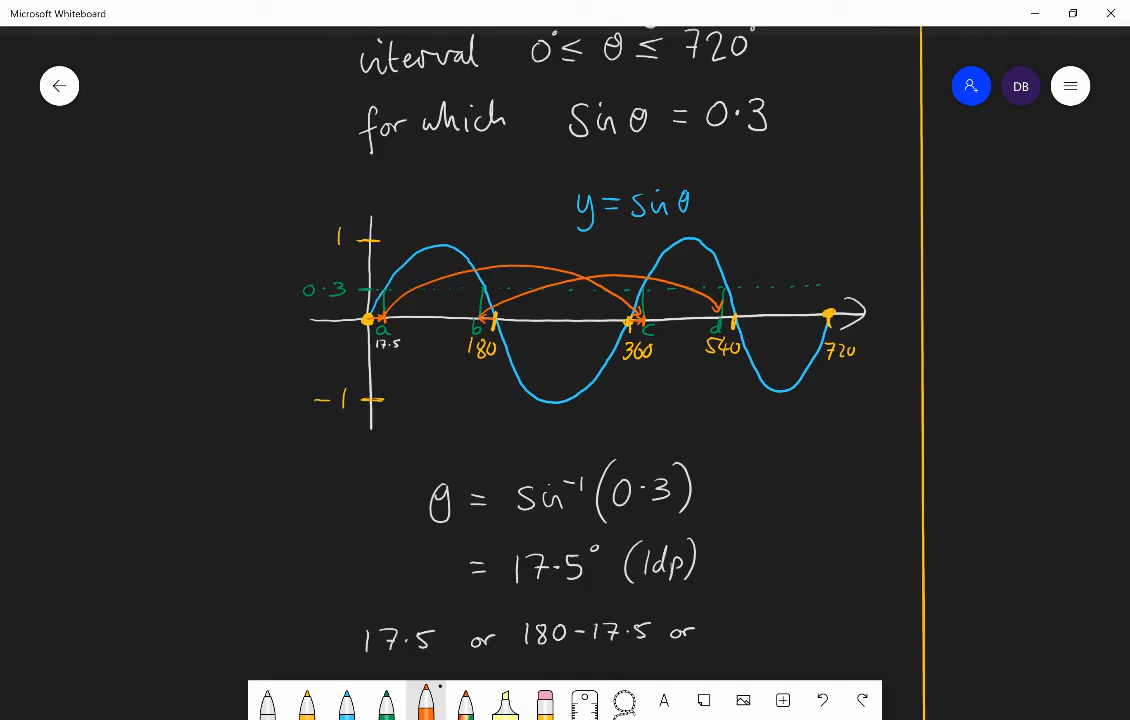 Microsoft Whiteboard
interval 0° ≤ θ ≤ 720°
DB
for which sin θ = 0.3
y = sin θ
1
0.3
a b c d
17.5
180 360 540 720
-1
θ = sin⁻¹(0.3)
= 17.5° (1dp)
17.5 or 180-17.5 or
A